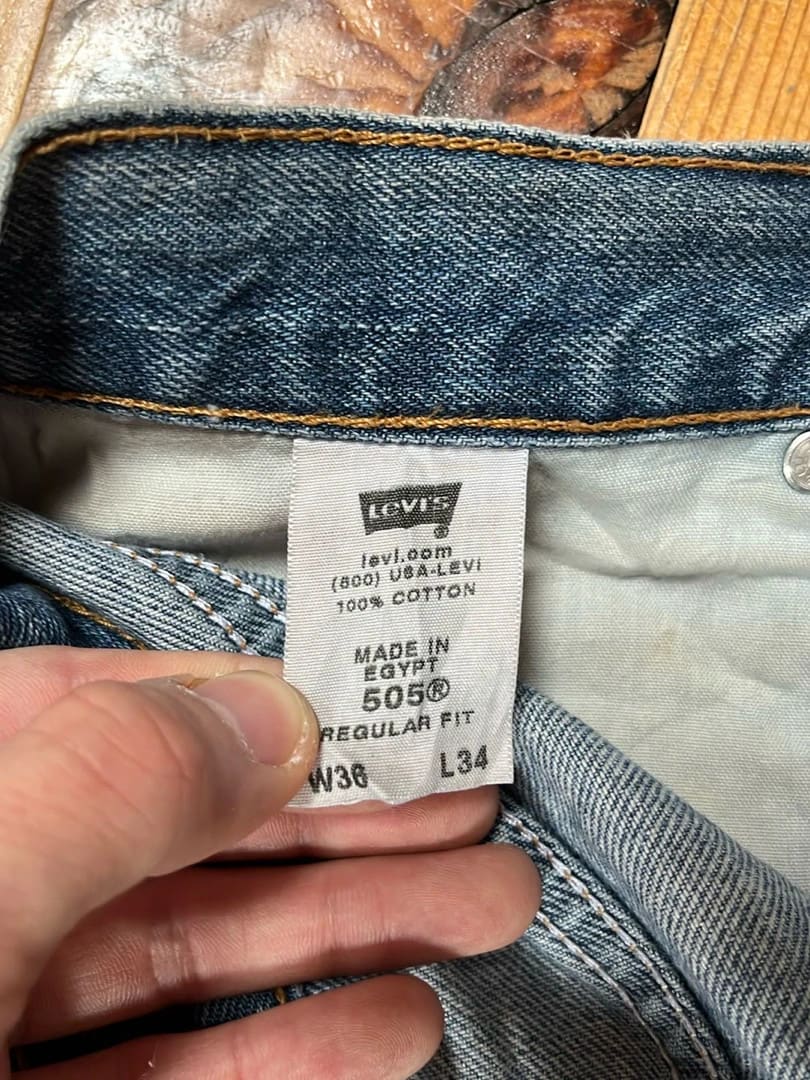 LEVI'S
®
levi.com
(800) USA-LEVI
100% COTTON
MADE IN
EGYPT
505®
REGULAR FIT
W36 L34